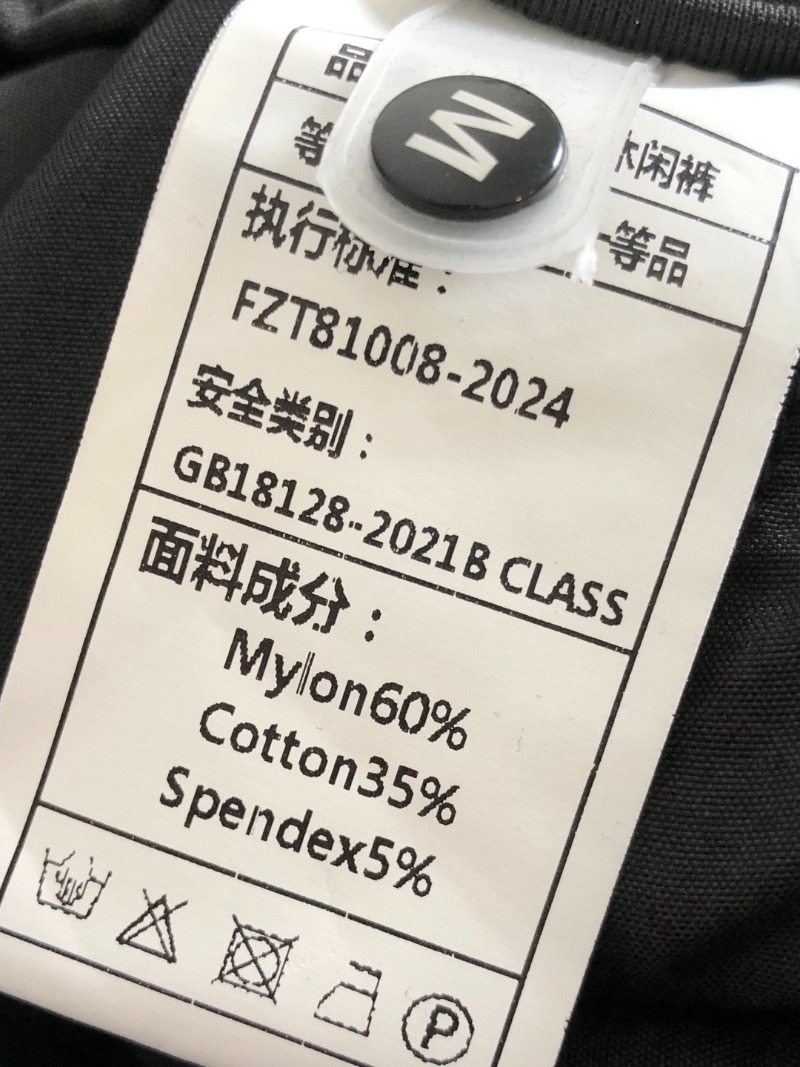 M
品
休闲裤
等
一等品
执行标准：
FZT81008-2024
安全类别：
GB18128-2021B CLASS
面料成分：
Mylon60%
Cotton35%
Spendex5%
P